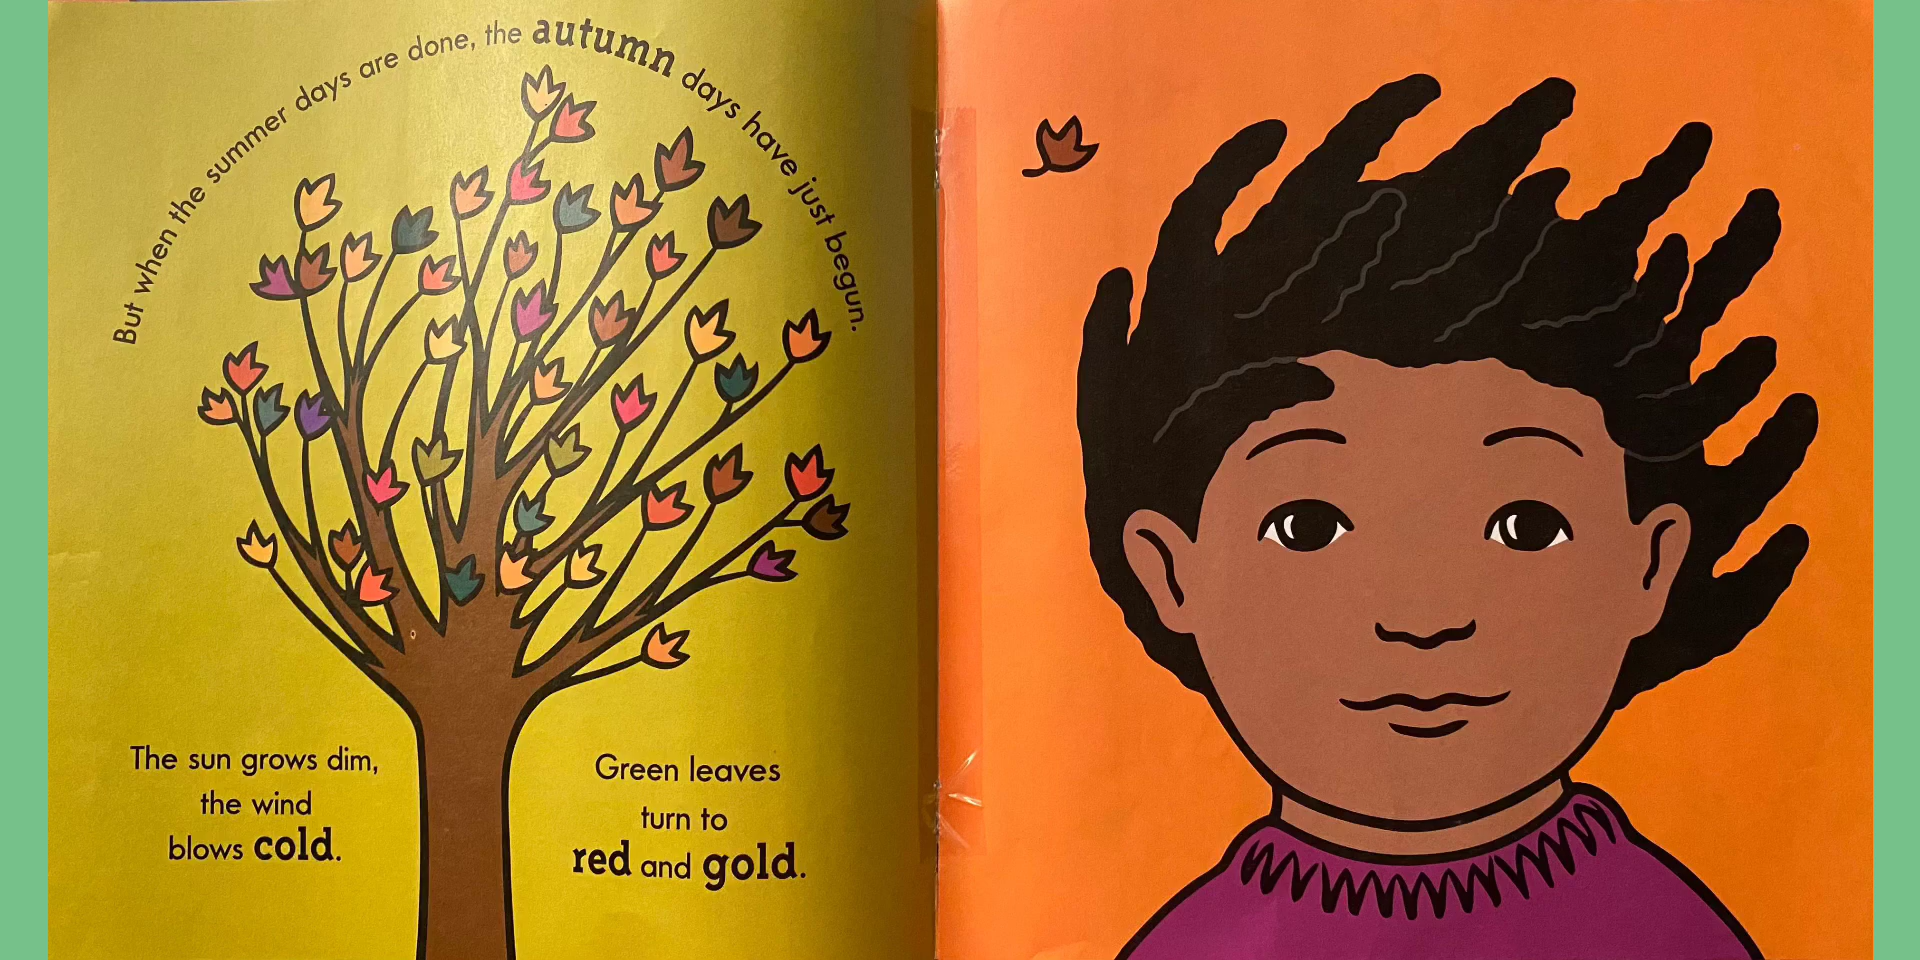 But when the summer days are done, the autumn days have just begun.
The sun grows dim,
the wind
blows cold.
Green leaves
turn to
red and gold.